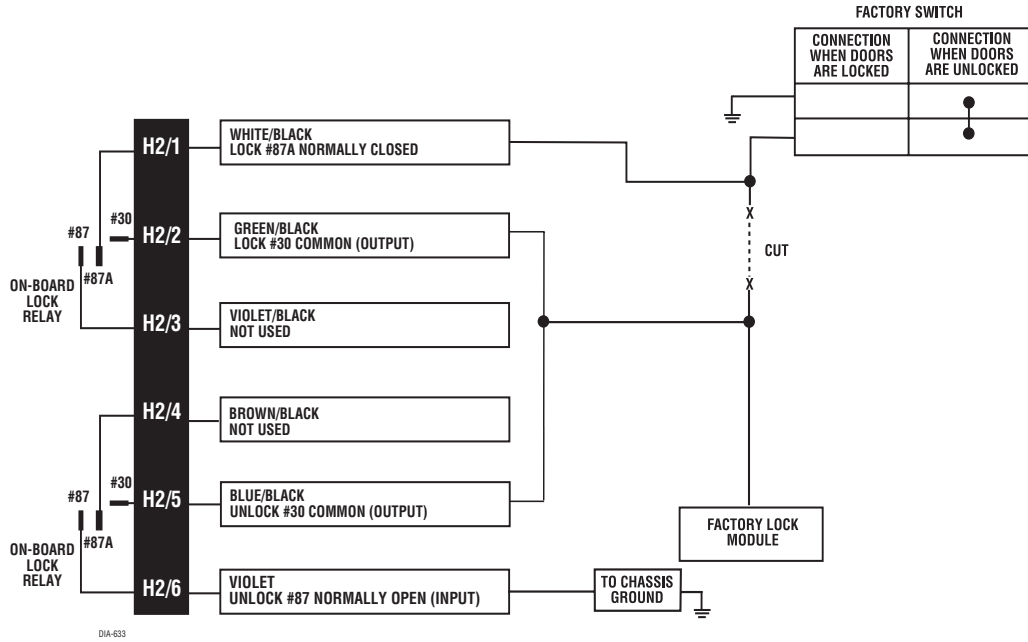 FACTORY SWITCH
CONNECTION
WHEN DOORS
ARE LOCKED
CONNECTION
WHEN DOORS
ARE UNLOCKED
H2/1
WHITE/BLACK
LOCK #87A NORMALLY CLOSED
#30
H2/2
GREEN/BLACK
LOCK #30 COMMON (OUTPUT)
#87
#87A
ON-BOARD
LOCK
RELAY
H2/3
VIOLET/BLACK
NOT USED
X
CUT
X
H2/4
BROWN/BLACK
NOT USED
#30
H2/5
BLUE/BLACK
UNLOCK #30 COMMON (OUTPUT)
#87
#87A
ON-BOARD
LOCK
RELAY
FACTORY LOCK
MODULE
H2/6
VIOLET
UNLOCK #87 NORMALLY OPEN (INPUT)
TO CHASSIS
GROUND
DIA-633